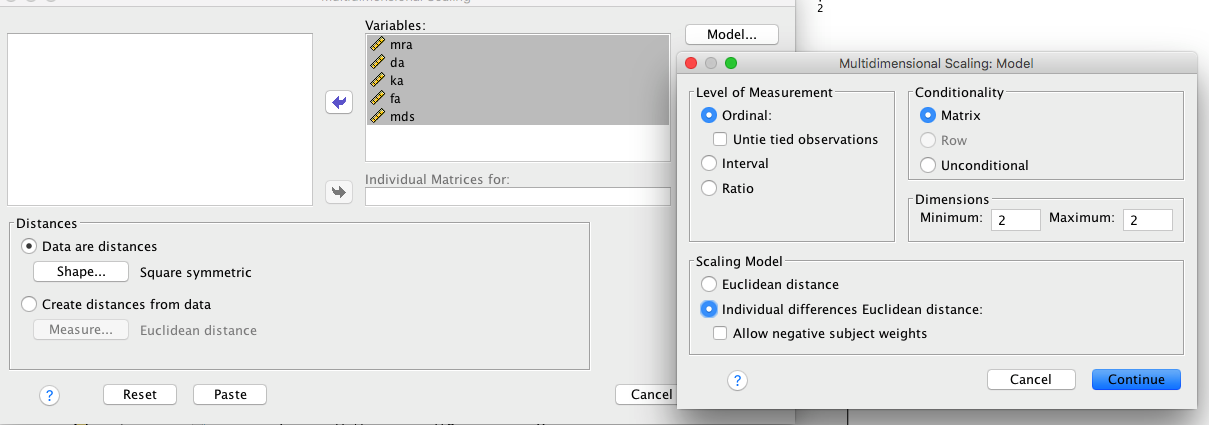 Multidimensional Scaling
2
Variables:
mra
da
ka
fa
mds
Model...
Individual Matrices for:
Distances
Data are distances
Shape... Square symmetric
Create distances from data
Measure... Euclidean distance
? Reset Paste Cancel
Multidimensional Scaling: Model
Level of Measurement
Ordinal:
Untie tied observations
Interval
Ratio
Conditionality
Matrix
Row
Unconditional
Dimensions
Minimum: 2 Maximum: 2
Scaling Model
Euclidean distance
Individual differences Euclidean distance:
Allow negative subject weights
? Cancel Continue